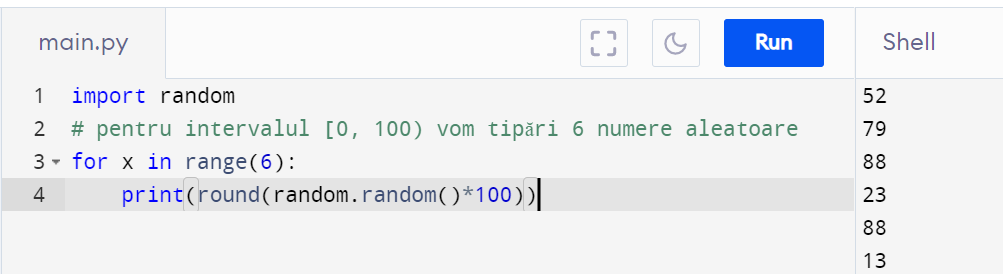 main.py
Run
Shell
1 import random
2 # pentru intervalul [0, 100) vom tipări 6 numere aleatoare
3 for x in range(6):
4     print(round(random.random()*100))
52
79
88
23
88
13